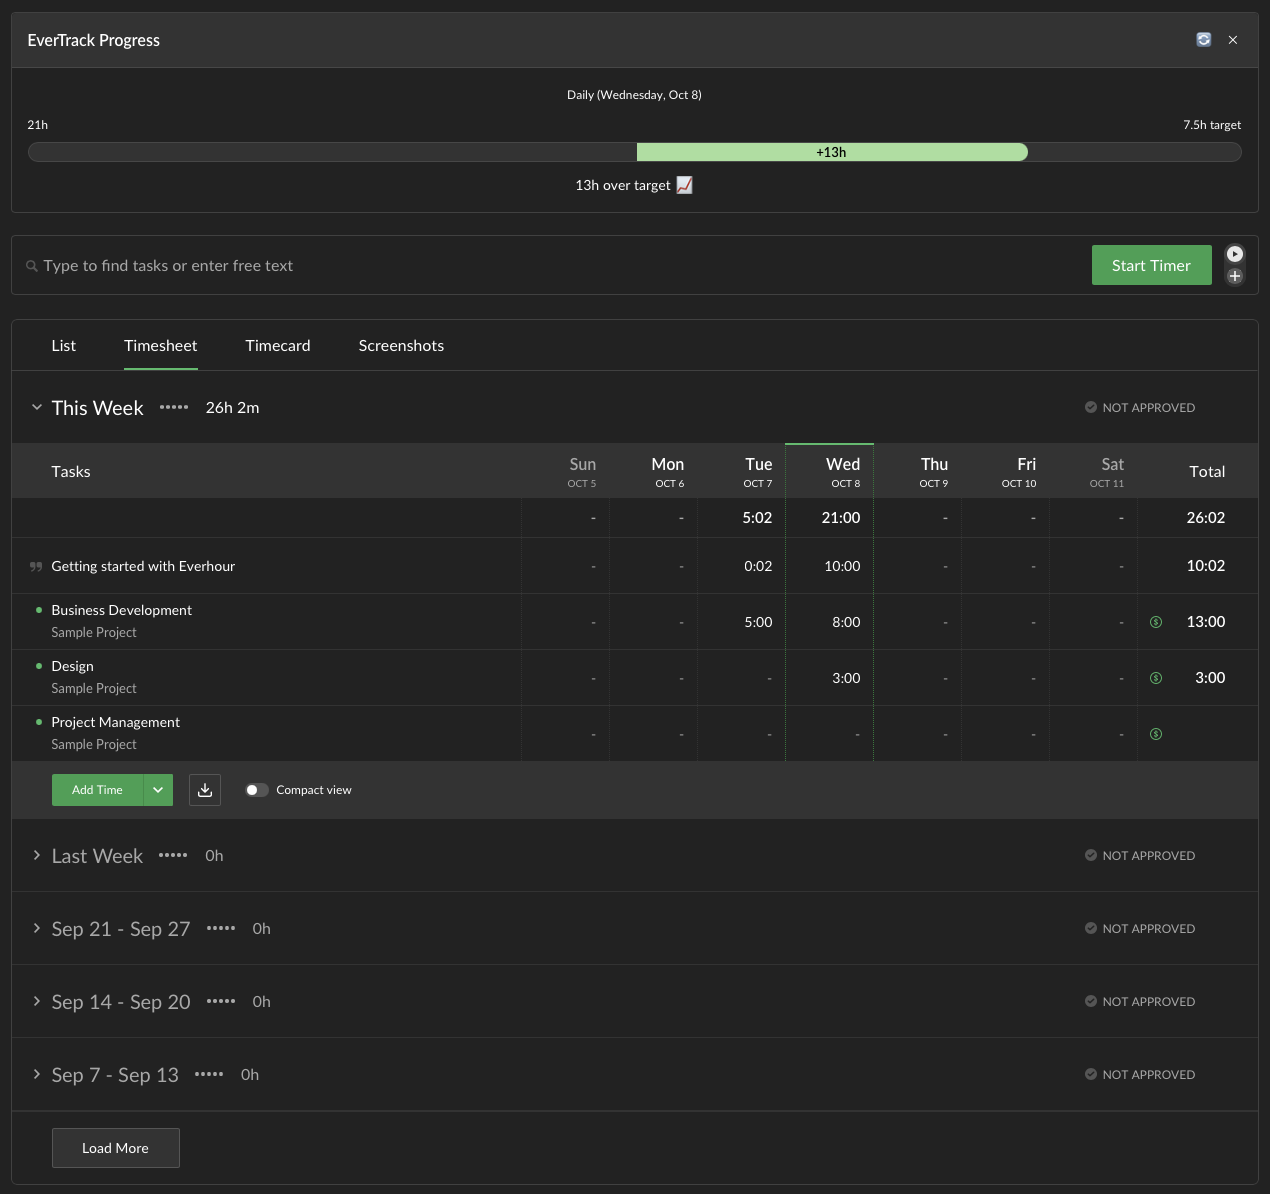 EverTrack Progress
Daily (Wednesday, Oct 8)
21h 7.5h target
+13h
13h over target
Type to find tasks or enter free text Start Timer
List Timesheet Timecard Screenshots
This Week 26h 2m NOT APPROVED
Tasks Sun Mon Tue Wed Thu Fri Sat Total
OCT 5 OCT 6 OCT 7 OCT 8 OCT 9 OCT 10 OCT 11
- - 5:02 21:00 - - - 26:02
Getting started with Everhour - - 0:02 10:00 - - - 10:02
Business Development
Sample Project - - 5:00 8:00 - - - 13:00
Design
Sample Project - - - 3:00 - - - 3:00
Project Management
Sample Project - - - - - - -
Add Time Compact view
Last Week 0h NOT APPROVED
Sep 21 - Sep 27 0h NOT APPROVED
Sep 14 - Sep 20 0h NOT APPROVED
Sep 7 - Sep 13 0h NOT APPROVED
Load More